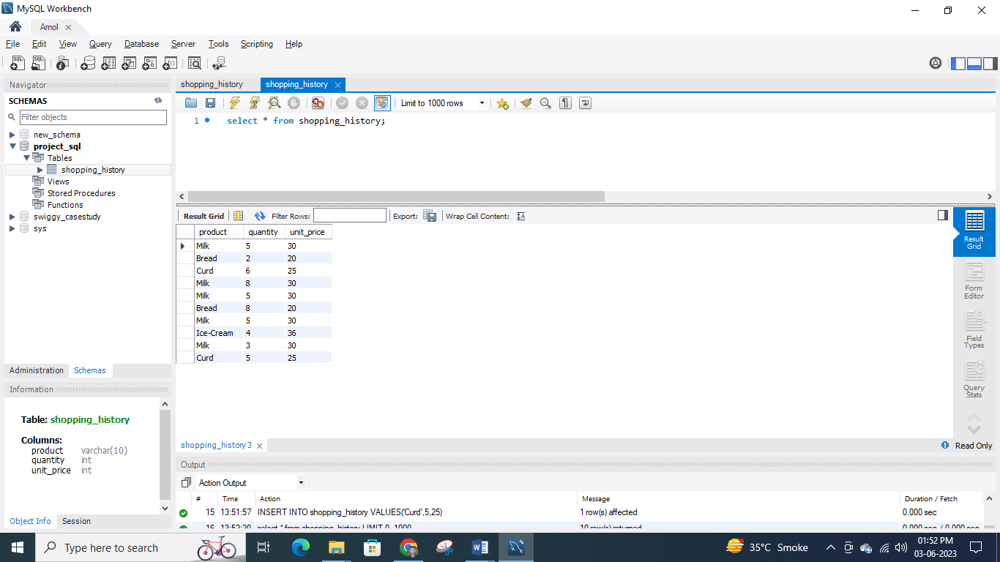 MySQL Workbench
Amol
File Edit View Query Database Server Tools Scripting Help
Navigator
SCHEMAS
Filter objects
new_schema
project_sql
Tables
shopping_history
Views
Stored Procedures
Functions
swiggy_casestudy
sys
Administration Schemas
Information
Table: shopping_history
Columns:
product varchar(10)
quantity int
unit_price int
Object Info Session
shopping_history shopping_history
Limit to 1000 rows
1 select * from shopping_history;
Result Grid Filter Rows: Export: Wrap Cell Content:
product quantity unit_price
Milk 5 30
Bread 2 20
Curd 6 25
Milk 8 30
Milk 5 30
Bread 8 20
Milk 5 30
Ice-Cream 4 36
Milk 3 30
Curd 5 25
Result
Grid
Form
Editor
Field
Types
Query
Stats
shopping_history 3 Read Only
Output
Action Output
# Time Action Message Duration / Fetch
15 13:51:57 INSERT INTO shopping_history VALUES('Curd',5,25) 1 row(s) affected 0.000 sec
16 13:52:20 select * from shopping_history LIMIT 0, 1000 10 row(s) returned 0.000 sec / 0.000 sec
Type here to search
35°C Smoke
01:52 PM
03-06-2023